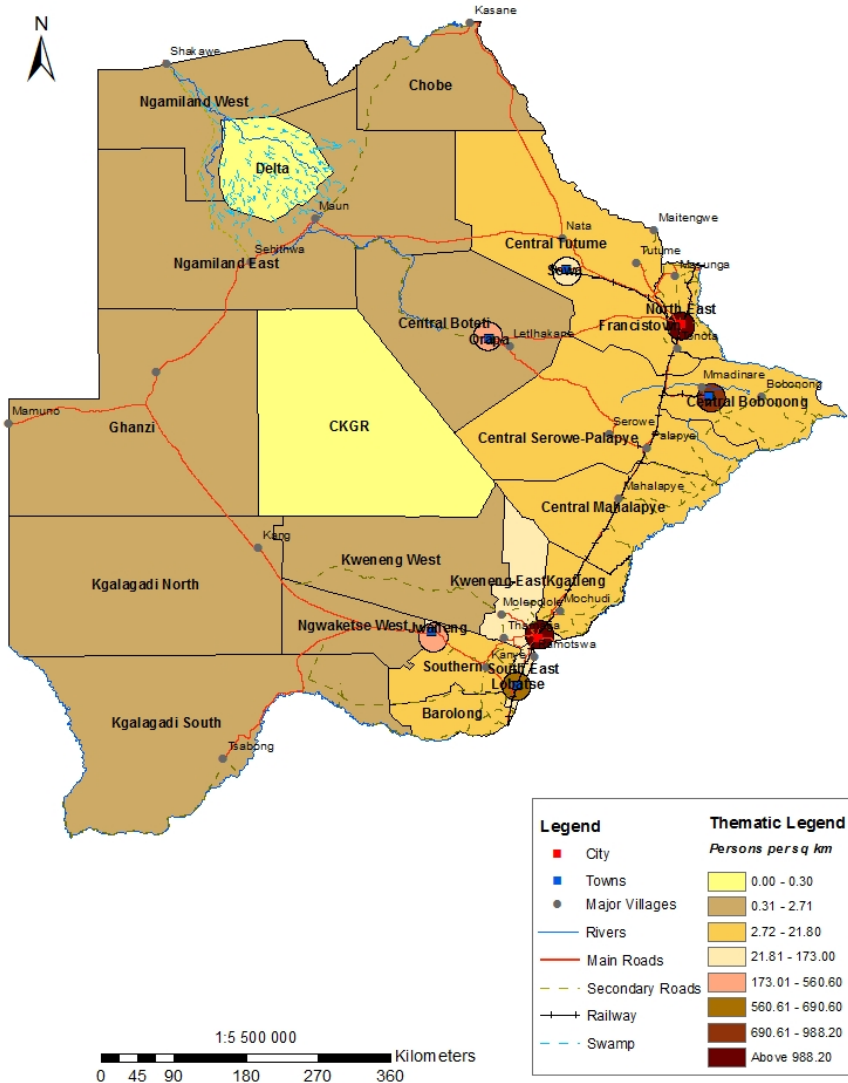 N
Kasane
Shakawe
Chobe
Ngamiland West
Delta
Maun
Maitengwe
Nata
Central Tutume
Sehithwa
Tutume
Ngamiland East
Sowa
Masunga
North East
Central Boteti
Francistown
Orapa
Letlhakane
Tonota
Mmadinare
Bobonong
Central Bobonong
Mamuno
Ghanzi
CKGR
Serowe
Central Serowe-Palapye
Palapye
Mahalapye
Central Mahalapye
Kang
Kweneng West
Kgalagadi North
Kweneng-East
Kgatleng
Molepolole
Mochudi
Ngwaketse West
Jwaneng
Kanye
Southern
South East
Lobatse
Kgalagadi South
Barolong
Tsabong
Legend
City
Towns
Major Villages
Rivers
Main Roads
Secondary Roads
Railway
Swamp
Thematic Legend
Persons per sq km
0.00 - 0.30
0.31 - 2.71
2.72 - 21.80
21.81 - 173.00
173.01 - 560.60
560.61 - 690.60
690.61 - 988.20
Above 988.20
1:5 500 000
Kilometers
0 45 90 180 270 360